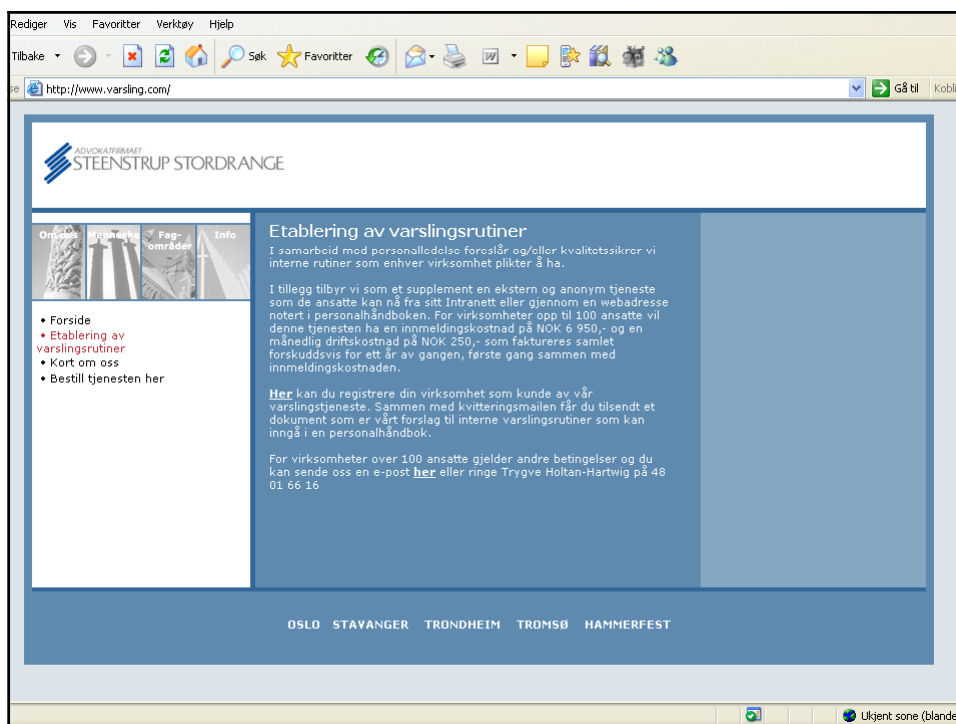 Rediger Vis Favoritter Verktøy Hjelp
Tilbake Søk Favoritter
se http://www.varsling.com/ Gå til Kobli
ADVOKATFIRMAET
STEENSTRUP STORDRANGE
Om oss Menneske Fag- Info
områder
• Forside
• Etablering av
varslingsrutiner
• Kort om oss
• Bestill tjenesten her
Etablering av varslingsrutiner
I samarbeid med personalledelse foreslår og/eller kvalitetssikrer vi
interne rutiner som enhver virksomhet plikter å ha.
I tillegg tilbyr vi som et supplement en ekstern og anonym tjeneste
som de ansatte kan nå fra sitt Intranett eller gjennom en webadresse
notert i personalhåndboken. For virksomheter opp til 100 ansatte vil
denne tjenesten ha en innmeldingskostnad på NOK 6 950,- og en
månedlig driftskostnad på NOK 250,- som faktureres samlet
forskuddsvis for ett år av gangen, første gang sammen med
innmeldingskostnaden.
Her kan du registrere din virksomhet som kunde av vår
varslingstjeneste. Sammen med kvitteringsmailen får du tilsendt et
dokument som er vårt forslag til interne varslingsrutiner som kan
inngå i en personalhåndbok.
For virksomheter over 100 ansatte gjelder andre betingelser og du
kan sende oss en e-post her eller ringe Trygve Holtan-Hartwig på 48
01 66 16
OSLO STAVANGER TRONDHEIM TROMSØ HAMMERFEST
Ukjent sone (blande